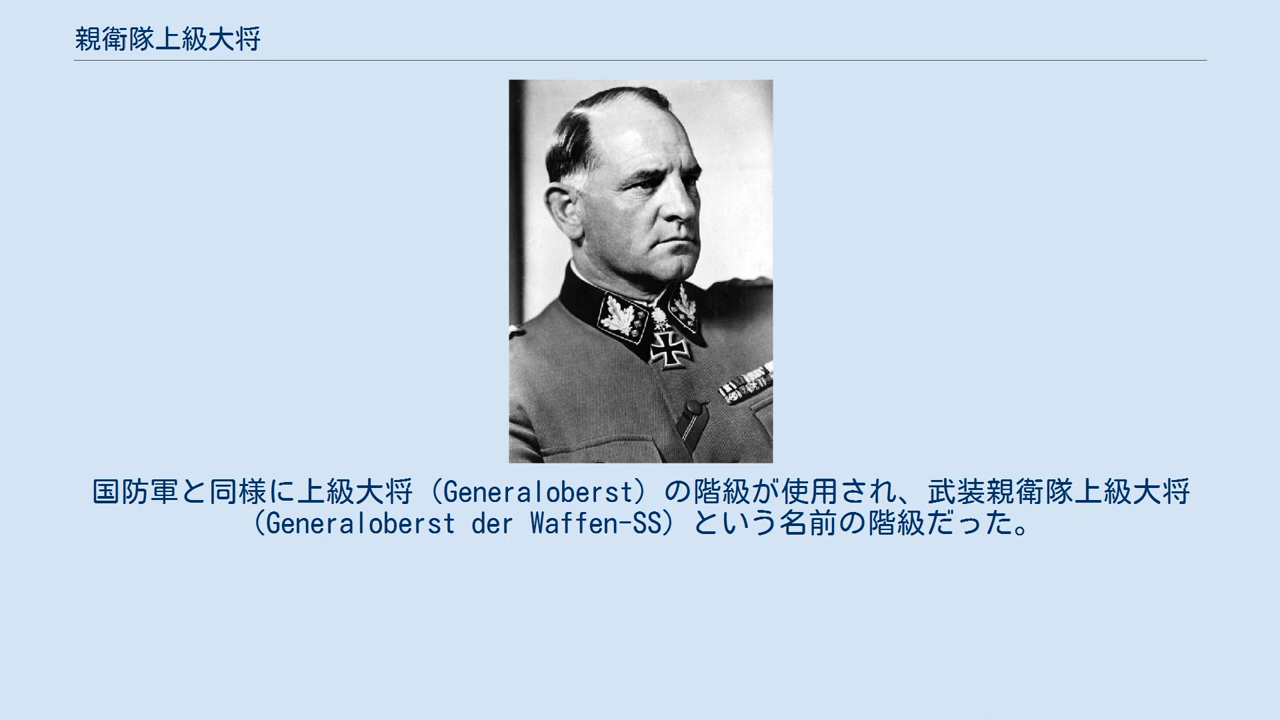 親衛隊上級大将
国防軍と同様に上級大将（Generaloberst）の階級が使用され、武装親衛隊上級大将
（Generaloberst der Waffen-SS）という名前の階級だった。